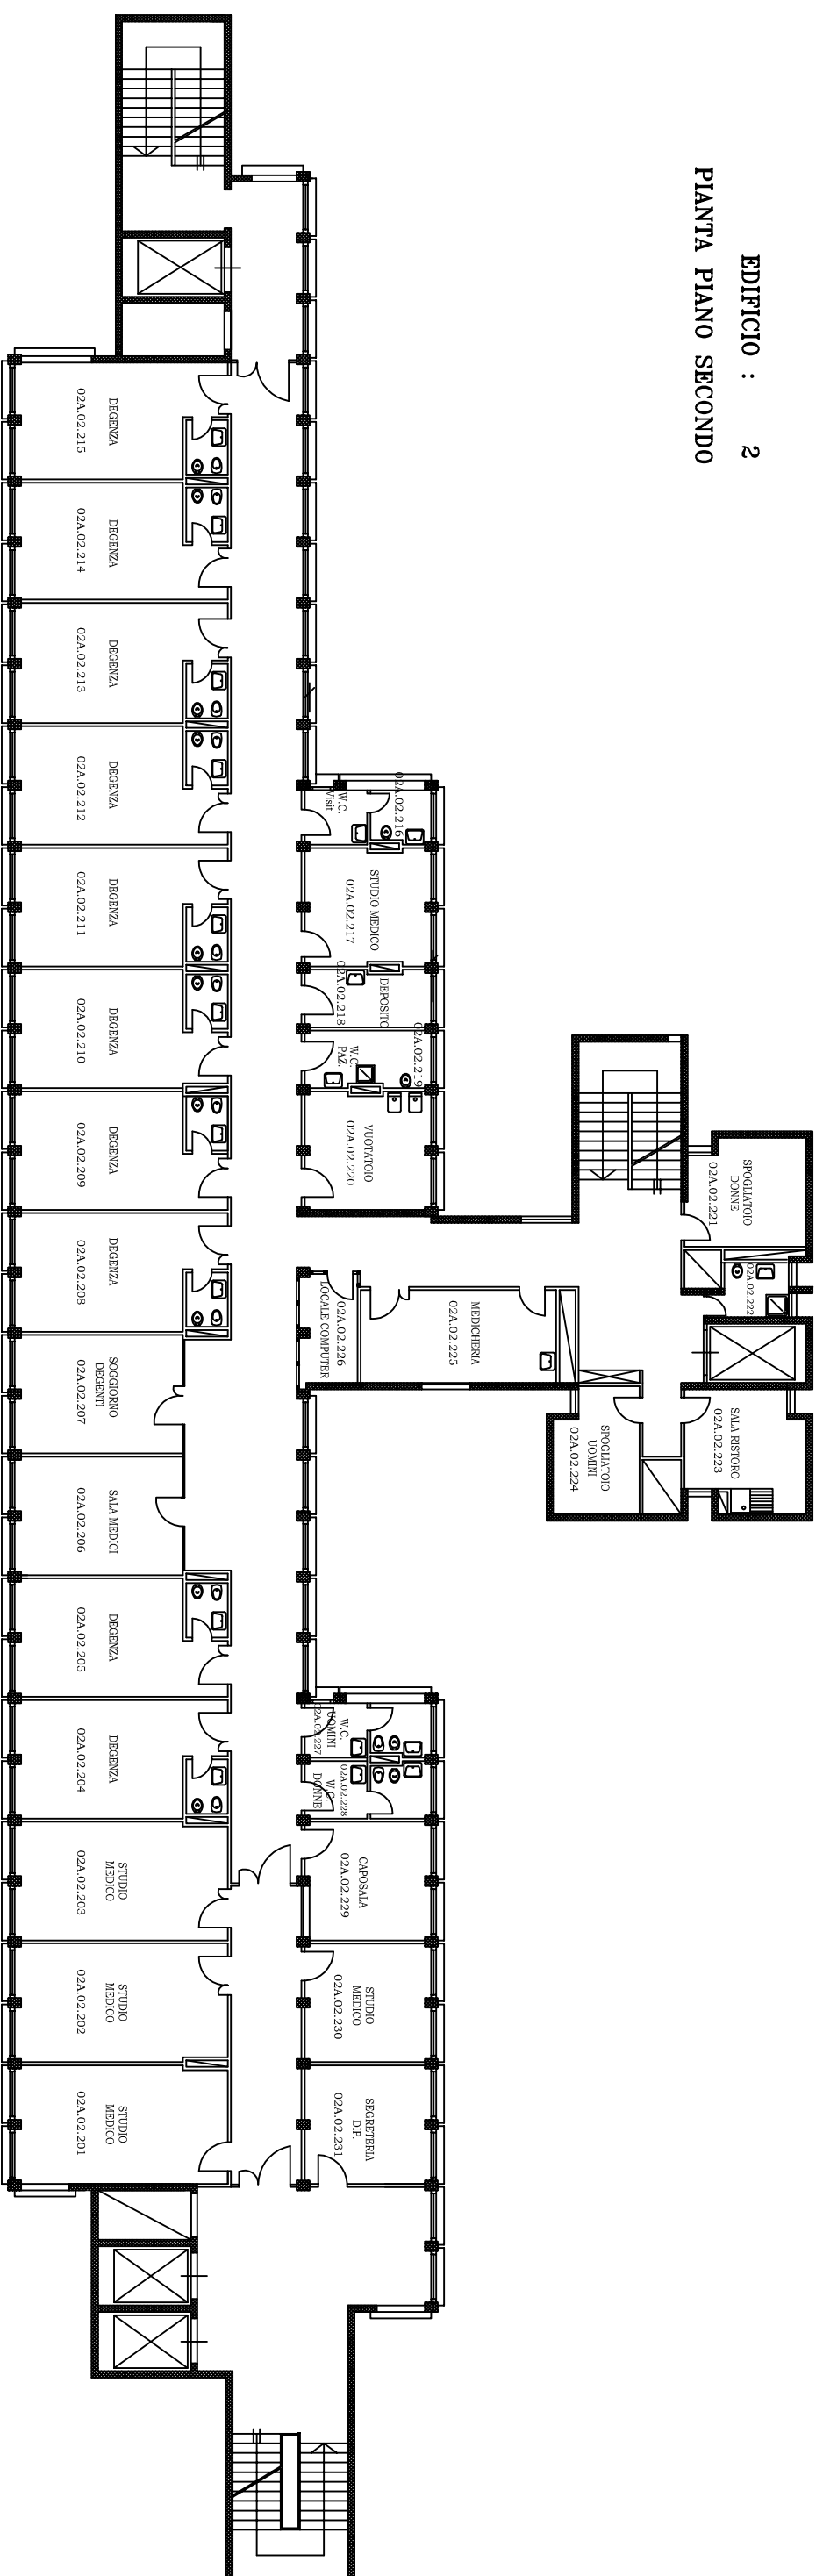 EDIFICIO : 2
PIANTA PIANO SECONDO
DEGENZA
02A.02.215
DEGENZA
02A.02.214
DEGENZA
02A.02.213
DEGENZA
02A.02.212
DEGENZA
02A.02.211
DEGENZA
02A.02.210
DEGENZA
02A.02.209
DEGENZA
02A.02.208
SOGGIORNO
DEGENTI
02A.02.207
SALA MEDICI
02A.02.206
DEGENZA
02A.02.205
DEGENZA
02A.02.204
STUDIO
MEDICO
02A.02.203
STUDIO
MEDICO
02A.02.202
STUDIO
MEDICO
02A.02.201
02A.02.216
W.C.
Visit
STUDIO MEDICO
02A.02.217
DEPOSITO
02A.02.218
02A.02.219
W.C.
PAZ.
VUOTATOIO
02A.02.220
SPOGLIATOIO
DONNE
02A.02.221
02A.02.222
SALA RISTORO
02A.02.223
SPOGLIATOIO
UOMINI
02A.02.224
MEDICHERIA
02A.02.225
02A.02.226
LOCALE COMPUTER
W.C.
UOMINI
02A.02.227
02A.02.228
W.C.
DONNE
CAPOSALA
02A.02.229
STUDIO
MEDICO
02A.02.230
SEGRETERIA
DIP.
02A.02.231